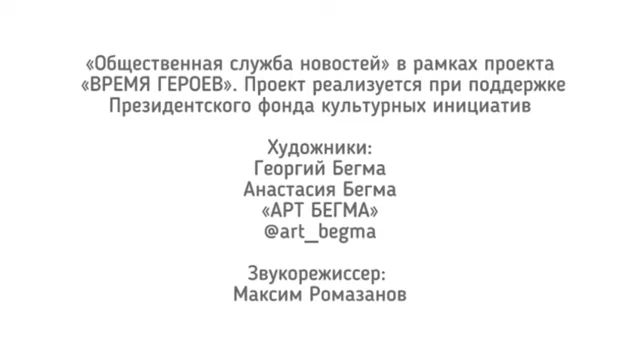 «Общественная служба новостей» в рамках проекта
«ВРЕМЯ ГЕРОЕВ». Проект реализуется при поддержке
Президентского фонда культурных инициатив
Художники:
Георгий Бегма
Анастасия Бегма
«АРТ БЕГМА»
@art_begma
Звукорежиссер:
Максим Ромазанов